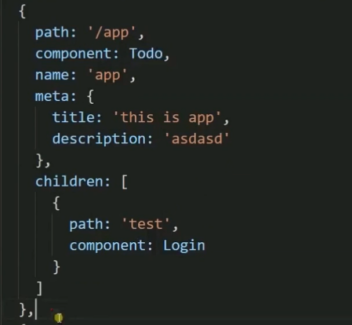 {
path: '/app',
component: Todo,
name: 'app',
meta: {
title: 'this is app',
description: 'asdasd'
},
children: [
{
path: 'test',
component: Login
}
]
},